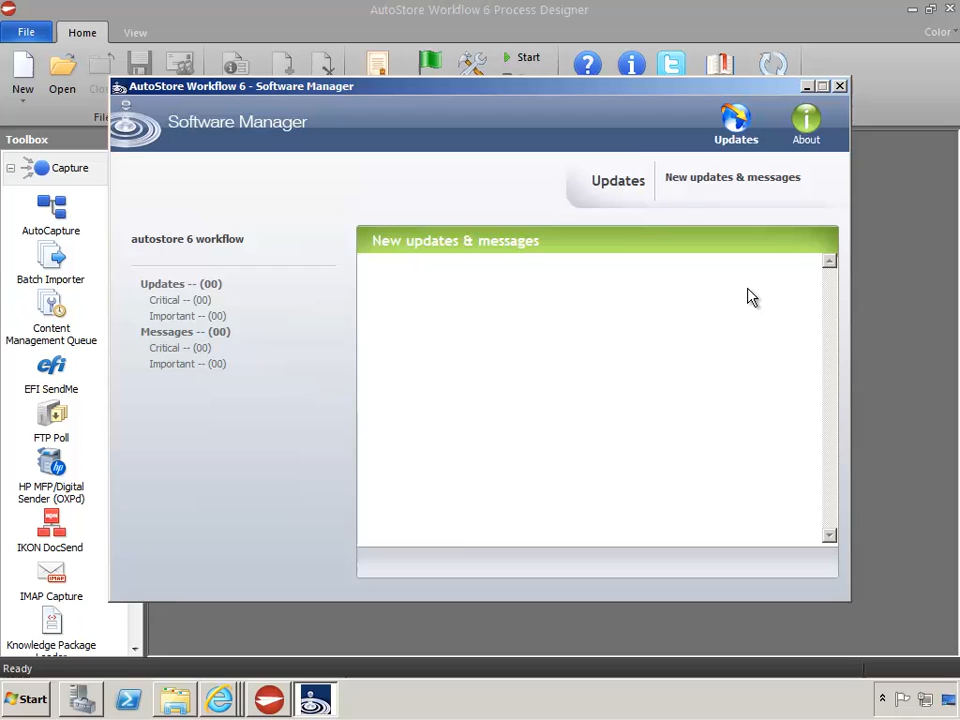 AutoStore Workflow 6 Process Designer
File
Home
View
Color
New
Open
Start
AutoStore Workflow 6 - Software Manager
Software Manager
Updates
About
Toolbox
Capture
AutoCapture
Batch Importer
Content
Management Queue
efi
EFI SendMe
FTP Poll
hp
HP MFP/Digital
Sender (OXPd)
IKON DocSend
IMAP
IMAP Capture
Knowledge Package
Updates
New updates & messages
autostore 6 workflow
Updates -- (00)
Critical -- (00)
Important -- (00)
Messages -- (00)
Critical -- (00)
Important -- (00)
New updates & messages
Ready
Start